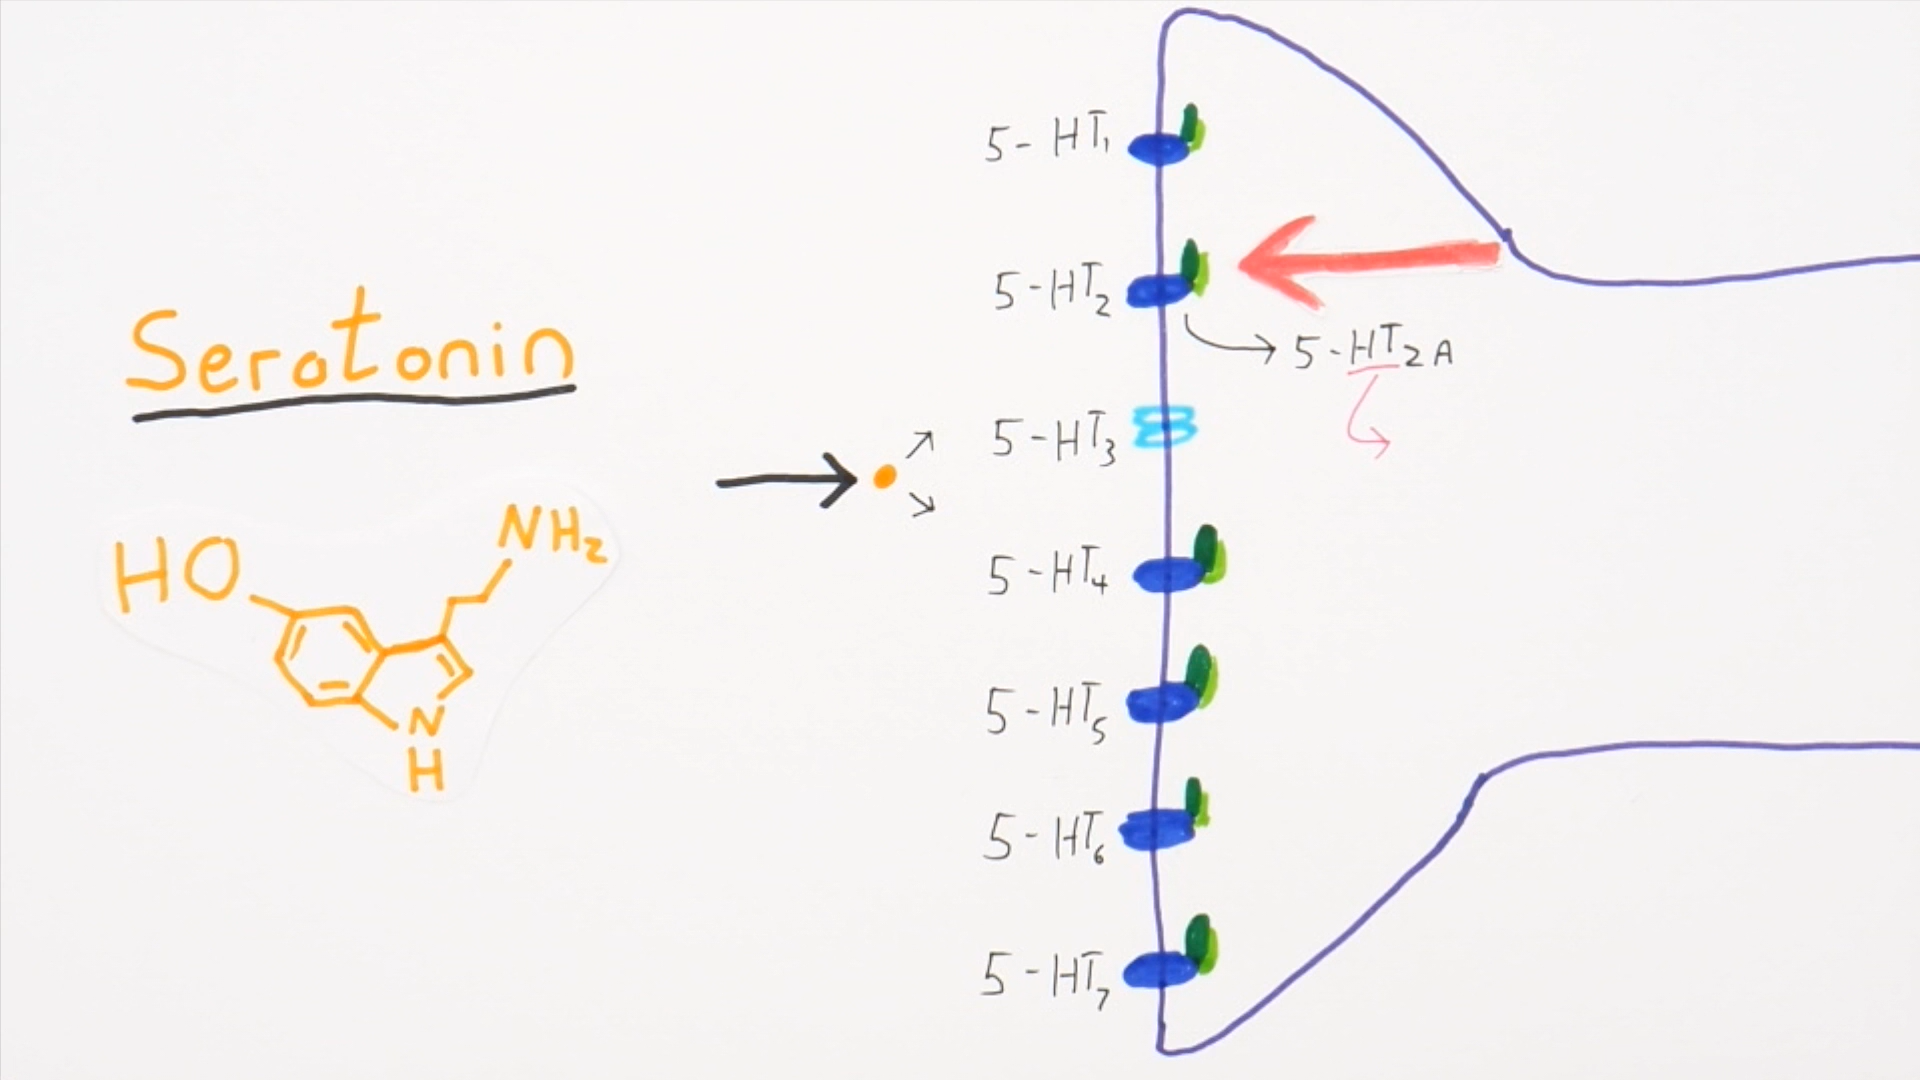 Serotonin
HO
NH₂
N
H
5-HT₁
5-HT₂
5-HT2A
5-HT₃
5-HT₄
5-HT₅
5-HT₆
5-HT₇